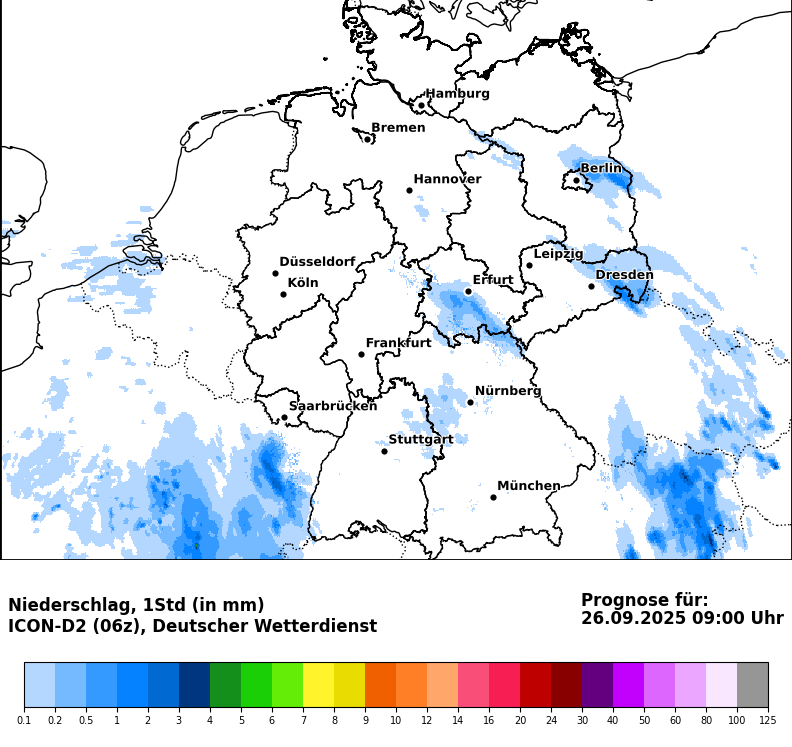 Hamburg
Bremen
Berlin
Hannover
Leipzig
Düsseldorf
Dresden
Köln
Erfurt
Frankfurt
Nürnberg
Saarbrücken
Stuttgart
München
Niederschlag, 1Std (in mm)
ICON-D2 (06z), Deutscher Wetterdienst
Prognose für:
26.09.2025 09:00 Uhr
0.1 0.2 0.5 1 2 3 4 5 6 7 8 9 10 12 14 16 20 24 30 40 50 60 80 100 125